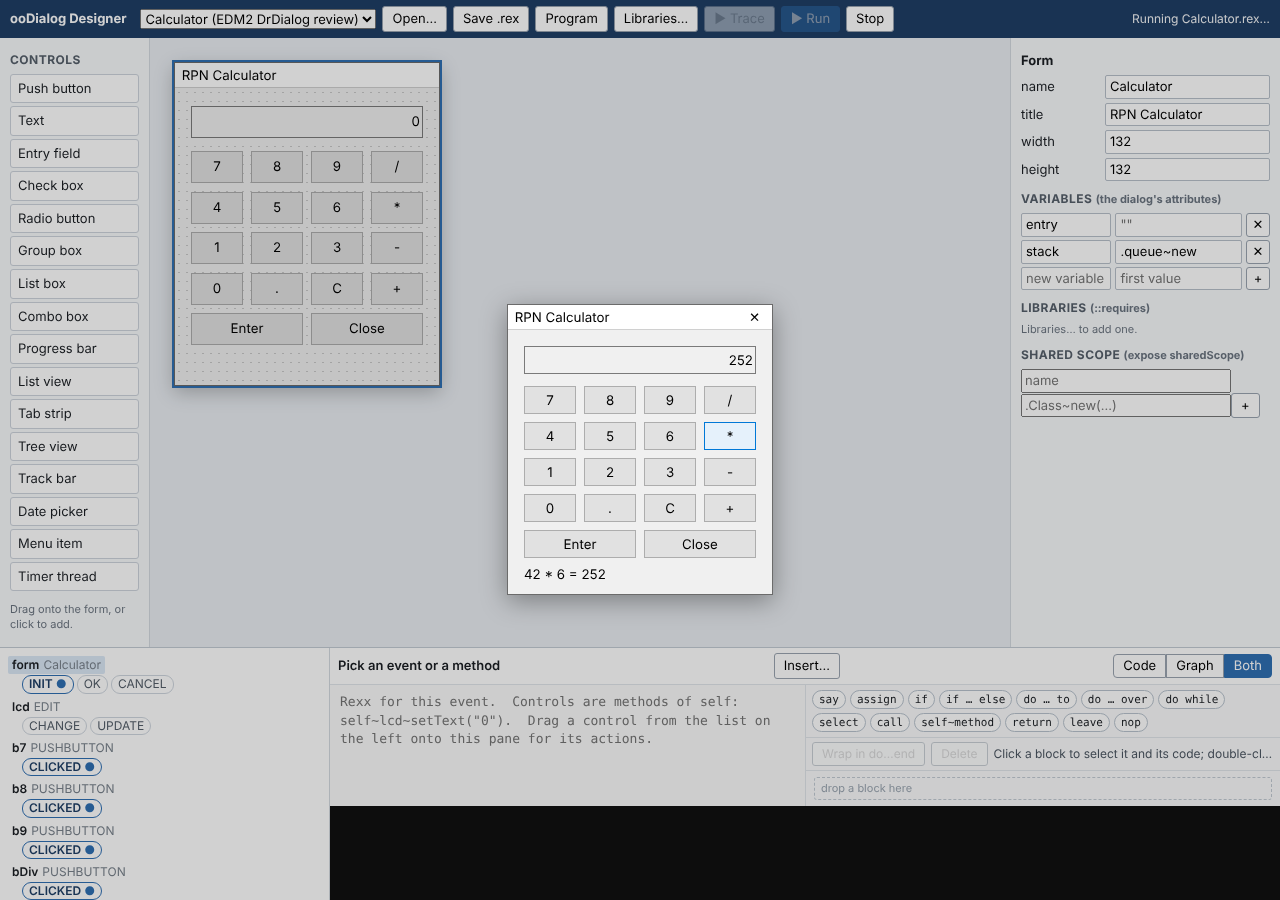 ooDialog Designer
Calculator (EDM2 DrDialog review)
Open...
Save .rex
Program
Libraries...
▶ Trace
▶ Run
Stop
Running Calculator.rex...
CONTROLS
Push button
Text
Entry field
Check box
Radio button
Group box
List box
Combo box
Progress bar
List view
Tab strip
Tree view
Track bar
Date picker
Menu item
Timer thread
Drag onto the form, or
click to add.
RPN Calculator
0
7 8 9 /
4 5 6 *
1 2 3 -
0 . C +
Enter Close
RPN Calculator ✕
252
7 8 9 /
4 5 6 *
1 2 3 -
0 . C +
Enter Close
42 * 6 = 252
Form
name Calculator
title RPN Calculator
width 132
height 132
VARIABLES (the dialog's attributes)
entry "" ✕
stack .queue~new ✕
new variable first value +
LIBRARIES (::requires)
Libraries... to add one.
SHARED SCOPE (expose sharedScope)
name
.Class~new(...) +
form Calculator
INIT ● OK CANCEL
lcd EDIT
CHANGE UPDATE
b7 PUSHBUTTON
CLICKED ●
b8 PUSHBUTTON
CLICKED ●
b9 PUSHBUTTON
CLICKED ●
bDiv PUSHBUTTON
CLICKED ●
Pick an event or a method
Insert...
Code Graph Both
Rexx for this event.  Controls are methods of self:
self~lcd~setText("0").  Drag a control from the list on
the left onto this pane for its actions.
say assign if if … else do … to do … over do while
select call self~method return leave nop
Wrap in do...end Delete Click a block to select it and its code; double-cl...
drop a block here